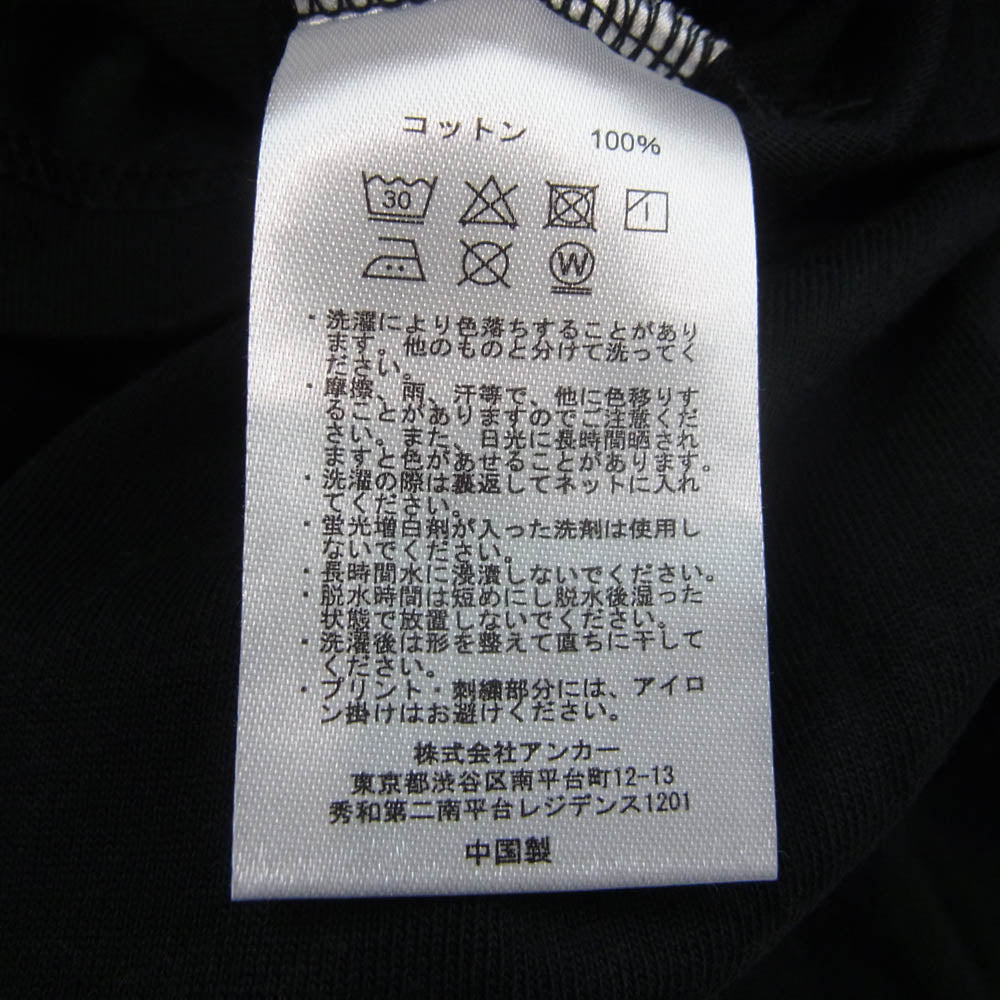 コットン 100%
30
W
・洗濯により色落ちすることがあり
ます。他のものと分けて洗ってく
ださい。
・摩擦、雨、汗等で、他に色移りす
ることがありますのでご注意くだ
さい。また、日光に長時間晒され
ますと色があせることがあります。
・洗濯の際は裏返してネットに入れ
てください。
・蛍光増白剤が入った洗剤は使用し
ないでください。
・長時間水に浸漬しないでください。
・脱水時間は短めにし脱水後湿った
状態で放置しないでください。
・洗濯後は形を整えて直ちに干して
ください。
・プリント・刺繍部分には、アイロ
ン掛けはお避けください。
株式会社アンカー
東京都渋谷区南平台町12-13
秀和第二南平台レジデンス1201
中国製